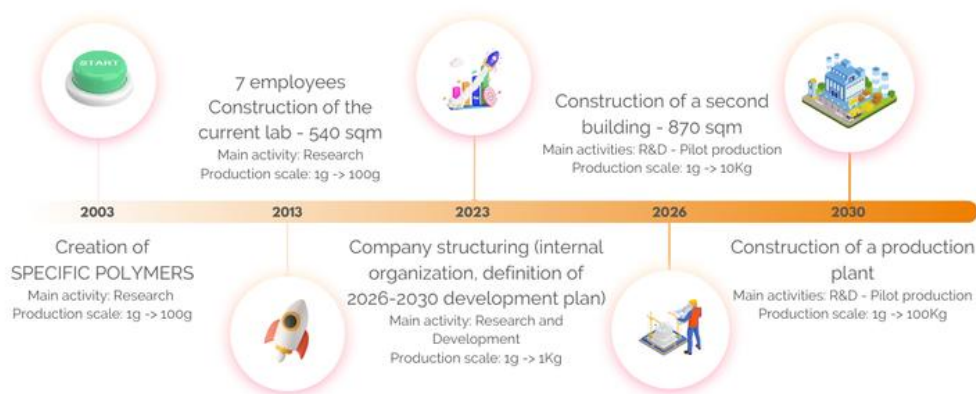 START
7 employees
Construction of the
current lab - 540 sqm
Main activity: Research
Production scale: 1g -> 100g
Construction of a second
building - 870 sqm
Main activities: R&D - Pilot production
Production scale: 1g -> 10Kg
2003
2013
2023
2026
2030
Creation of
SPECIFIC POLYMERS
Main activity: Research
Production scale: 1g -> 100g
Company structuring (internal
organization, definition of
2026-2030 development plan)
Main activity: Research and
Development
Production scale: 1g -> 1Kg
Construction of a production
plant
Main activities: R&D - Pilot production
Production scale: 1g -> 100Kg